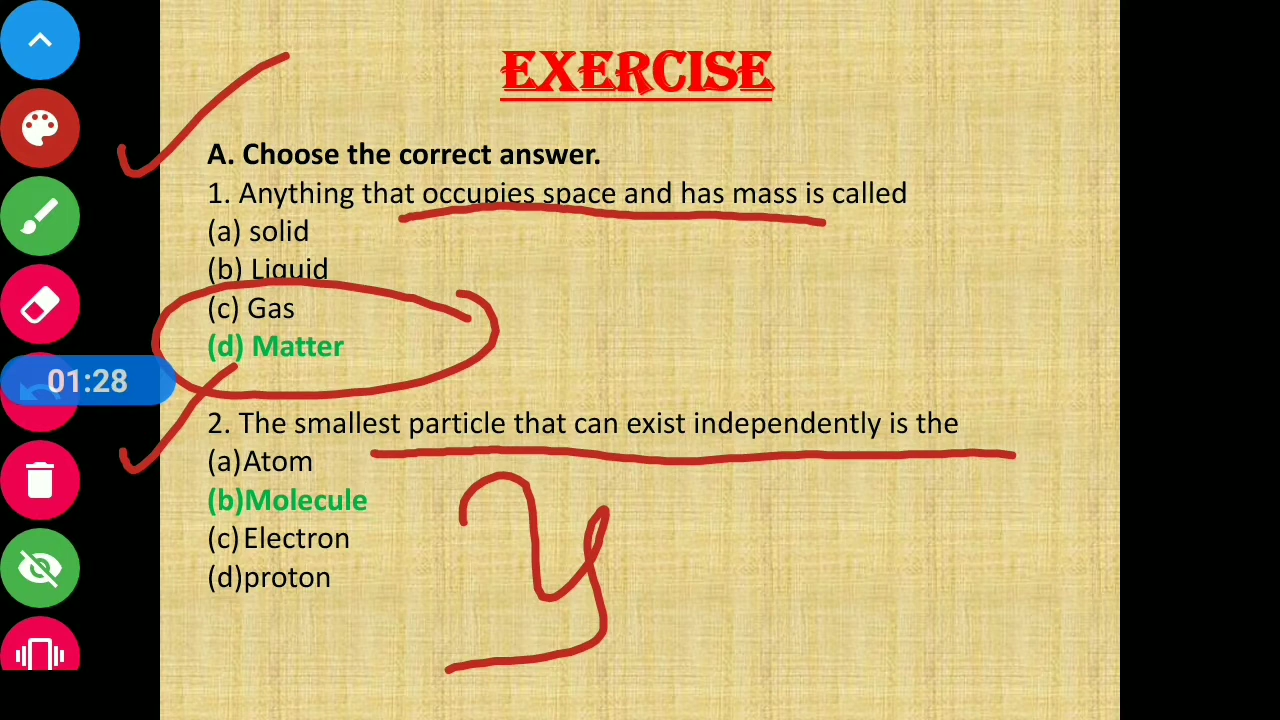 EXERCISE
A. Choose the correct answer.
1. Anything that occupies space and has mass is called
(a) solid
(b) Liquid
(c) Gas
(d) Matter
01:28
2. The smallest particle that can exist independently is the
(a)Atom
(b)Molecule
(c)Electron
(d)proton